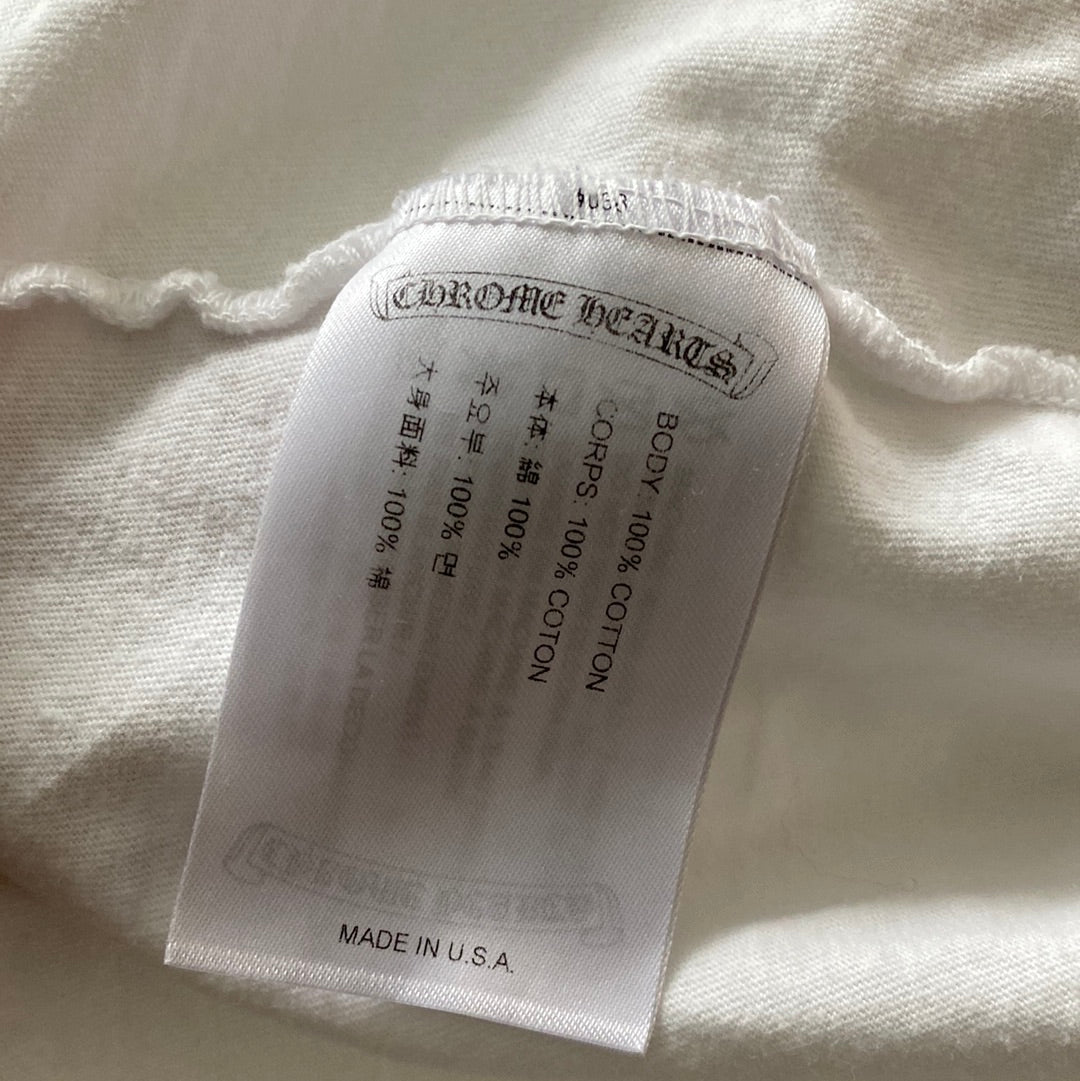 CHROME HEARTS
BODY: 100% COTTON
CORPS: 100% COTON
本体: 綿 100%
주요부: 100% 면
大身面料: 100% 綿
MADE IN U.S.A.